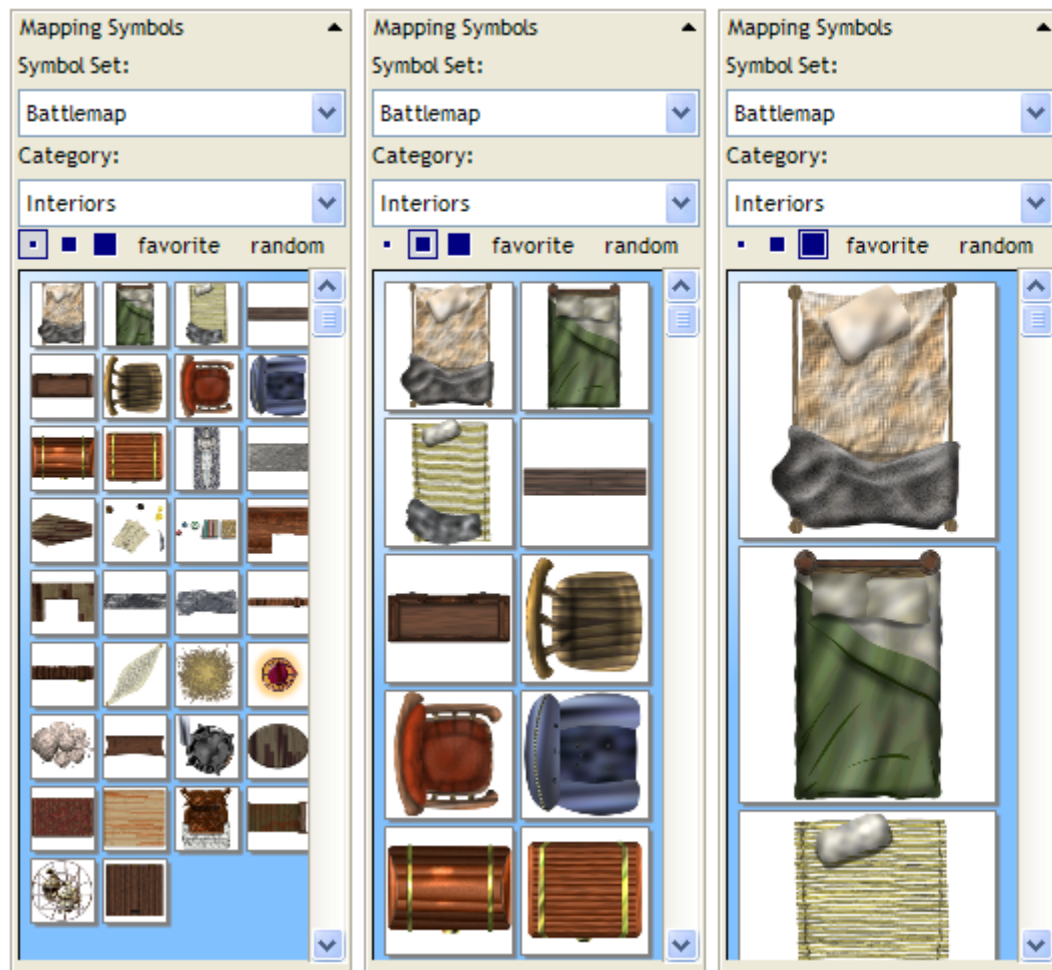 Mapping Symbols
Symbol Set:
Battlemap
Category:
Interiors
favorite random
Mapping Symbols
Symbol Set:
Battlemap
Category:
Interiors
favorite random
Mapping Symbols
Symbol Set:
Battlemap
Category:
Interiors
favorite random